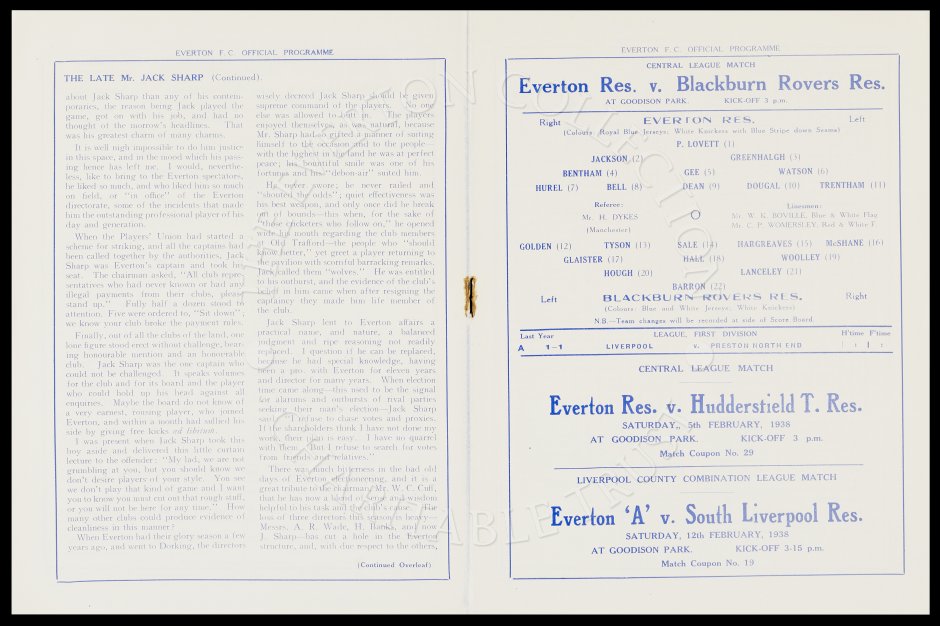 EVERTON F.C. OFFICIAL PROGRAMME
THE LATE Mr. JACK SHARP (Continued).
about Jack Sharp than any of his contem-
poraries, the reason being Jack played the
game, got on with his job, and had no
thought of the morrow's headlines. That
was his greatest charm of many charms.
It is well nigh impossible to do him justice
in this space, and in the mood which his pass-
ing hence has left me. I would, neverthe-
less, like to bring to the Everton spectators,
he liked so much, and who liked him so much
on field, or "in office" of the Everton
directorate, some of the incidents that made
him the outstanding professional player of his
day and generation.
When the Players' Union had started a
scheme for striking, and all the captains had
been called together by the authorities, Jack
Sharp was Everton's captain and took his
seat. The chairman asked, "All club repre-
sentatives who had never known or had any
illegal payments from their clubs, please
stand up." Fully half a dozen stood to
attention. Five were ordered to, "Sit down",
we know your club broke the payment rules.
Finally, out of all the clubs of the land, one
lone figure stood erect without challenge, bear-
ing honourable mention and an honourable
club. Jack Sharp was the one captain who
could not be challenged. It speaks volumes
for the club and for its board and the player
who could hold up his head against all
enquiries. Maybe the board do not know of
a very earnest, rousing player, who joined
Everton, and within a month had sullied his
side by giving free kicks ad libitum.
I was present when Jack Sharp took this
boy aside and delivered this little curtain
lecture to the offender: "My lad, we are not
grumbling at you, but you should know we
don't desire players of your style. You see
we don't play that kind of game and I want
you to know you must cut out that rough stuff,
or you will not be here for any time." How
many other clubs could produce evidence of
cleanliness in this manner?
When Everton had their glory season a few
years ago, and went to Dorking, the directors
wisely decreed Jack Sharp should be given
supreme command of the players. No one
else was allowed to butt in. The players
enjoyed themselves, as was natural, because
Mr. Sharp had so gifted a manner of suiting
himself to the occasion and to the people—
with the highest in the land he was at perfect
peace; his bountiful smile was one of his
fortunes and his "debon-air" suited him.
He never swore; he never railed and
"shouted the odds"; quiet effectiveness was
his best weapon, and only once did he break
out of bounds—this when, for the sake of
"those cricketers who follow on," he opened
wide his mouth regarding the club members
at Old Trafford—the people who "should
know better," yet greet a player returning to
the pavilion with scornful barracking remarks.
Jack called them "wolves." He was entitled
to his outburst, and the evidence of the club's
belief in him came when after resigning the
captaincy they made him life member of
the club.
Jack Sharp lent to Everton affairs a
practical name, and nature, a balanced
judgment and ripe reasoning not readily
replaced. I question if he can be replaced,
because he had special knowledge, having
been a pro. with Everton for eleven years
and director for many years. When election
time came along—this used to be the signal
for alarums and outbursts of rival parties
seeking their man's election—Jack Sharp
said "I refuse to chase votes and proxies.
If the shareholders think I have not done my
work, their plan is easy. I have no quarrel
with them. But I refuse to search for votes
from friends and relatives."
There was much bitterness in the bad old
days of Everton electioneering, and it is a
great tribute to the chairman, Mr. W. C. Cuff,
that he has now a blend of sage and wisdom
helpful to his task and the club's cause. The
loss of three directors this season is heavy—
Messrs. A. R. Wade, H. Banks, and now
J. Sharp—has cut a hole in the Everton
structure, and, with due respect to the others,
(Continued Overleaf)
EVERTON F.C. OFFICIAL PROGRAMME
CENTRAL LEAGUE MATCH
Everton Res. v. Blackburn Rovers Res.
AT GOODISON PARK. KICK-OFF 3 p.m.
Right EVERTON RES. Left
(Colours: Royal Blue Jerseys; White Knickers with Blue Stripe down Seams)
P. LOVETT (1)
JACKSON (2) GREENHALGH (3)
BENTHAM (4) GEE (5) WATSON (6)
HUREL (7) BELL (8) DEAN (9) DOUGAL (10) TRENTHAM (11)
Referee: Linesmen:
Mr. H. DYKES Mr. W. K. BOVILLE, Blue & White Flag
(Manchester) Mr. C. P. WOMERSLEY, Red & White F.
GOLDEN (12) TYSON (13) SALE (14) HARGREAVES (15) McSHANE (16)
GLAISTER (17) HALL (18) WOOLLEY (19)
HOUGH (20) LANCELEY (21)
BARRON (22)
Left BLACKBURN ROVERS RES. Right
(Colours: Blue and White Jerseys; White Knickers)
N.B.—Team changes will be recorded at side of Score Board
Last Year LEAGUE, FIRST DIVISION H'time F'time
A 1-1 LIVERPOOL v. PRESTON NORTH END
CENTRAL LEAGUE MATCH
Everton Res. v. Huddersfield T. Res.
SATURDAY, 5th FEBRUARY, 1938
AT GOODISON PARK. KICK-OFF 3 p.m.
Match Coupon No. 29
LIVERPOOL COUNTY COMBINATION LEAGUE MATCH
Everton 'A' v. South Liverpool Res.
SATURDAY, 12th FEBRUARY, 1938
AT GOODISON PARK. KICK-OFF 3-15 p.m.
Match Coupon No. 19